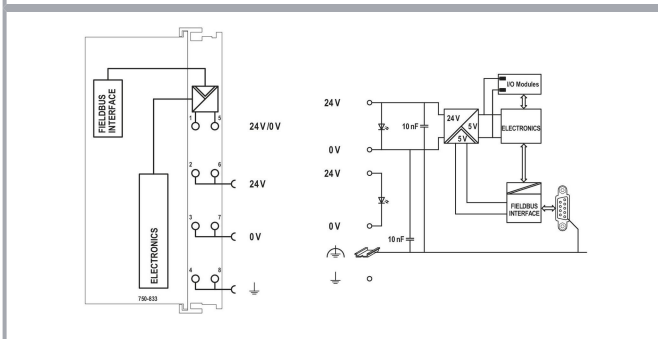 FIELDBUS
INTERFACE
1 5
24 V / 0 V
2 6
24 V
3 7
0 V
ELECTRONICS
4 8
750-833
24 V
10 nF
0 V
24 V
0 V
10 nF
24 V
5 V
5 V
I/O Modules
ELECTRONICS
FIELDBUS
INTERFACE